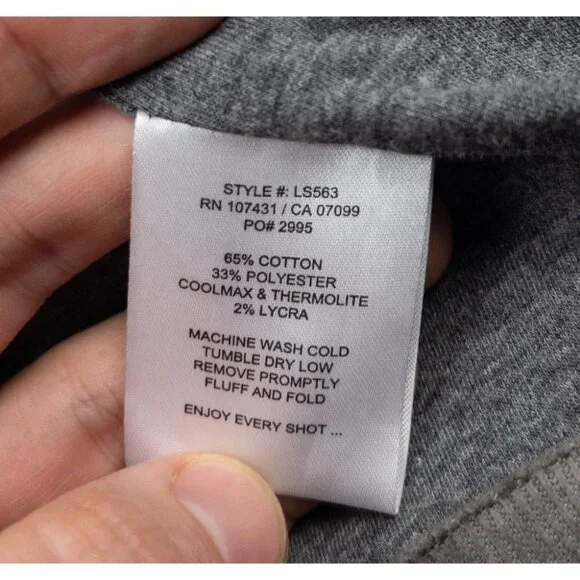 STYLE #: LS563
RN 107431 / CA 07099
PO# 2995
65% COTTON
33% POLYESTER
COOLMAX & THERMOLITE
2% LYCRA
MACHINE WASH COLD
TUMBLE DRY LOW
REMOVE PROMPTLY
FLUFF AND FOLD
ENJOY EVERY SHOT ...